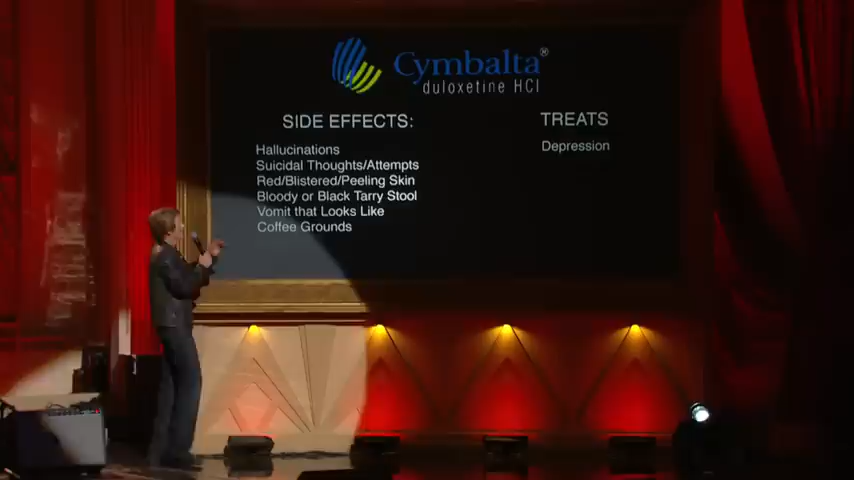 Cymbalta®
duloxetine HCl
SIDE EFFECTS:
Hallucinations
Suicidal Thoughts/Attempts
Red/Blistered/Peeling Skin
Bloody or Black Tarry Stool
Vomit that Looks Like
Coffee Grounds
TREATS
Depression